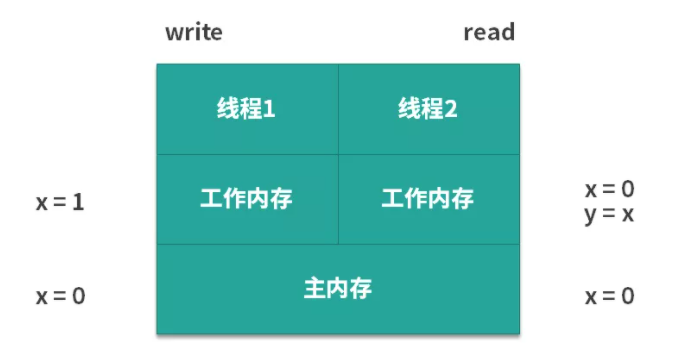 write
read
线程1
线程2
x = 1
工作内存
工作内存
x = 0
y = x
x = 0
主内存
x = 0